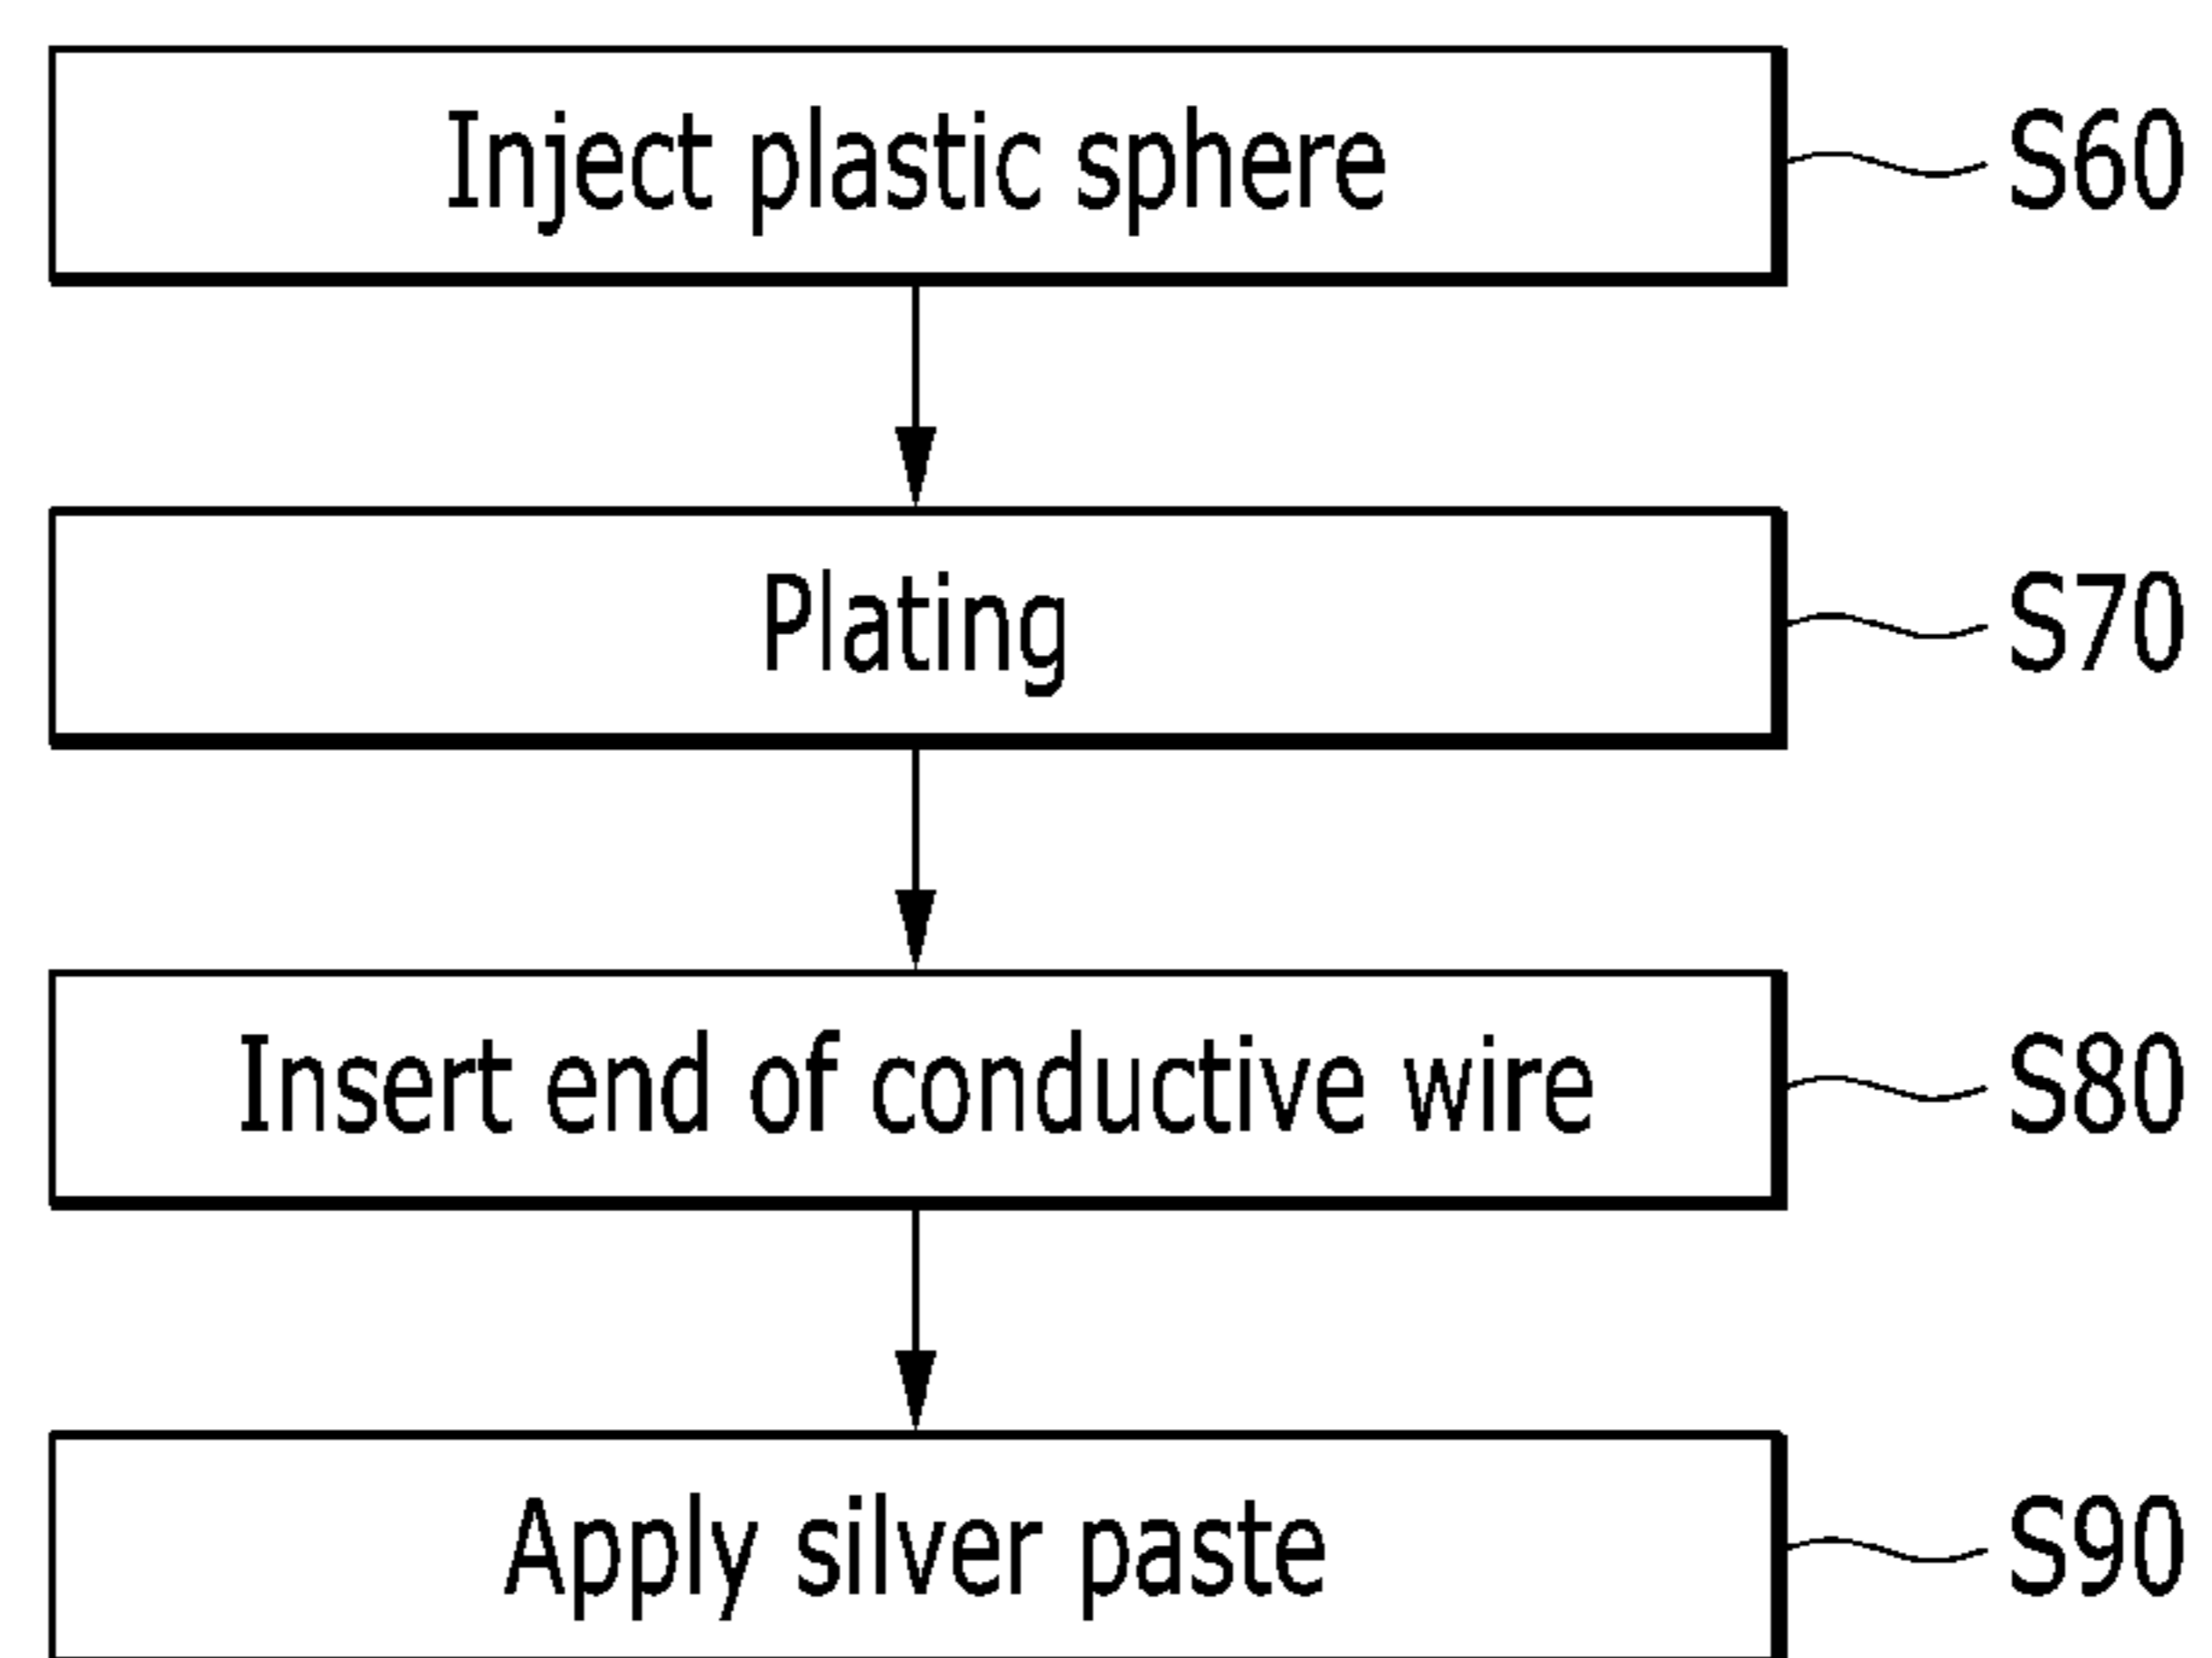 Inject plastic sphere S60
Plating S70
Insert end of conductive wire S80
Apply silver paste S90